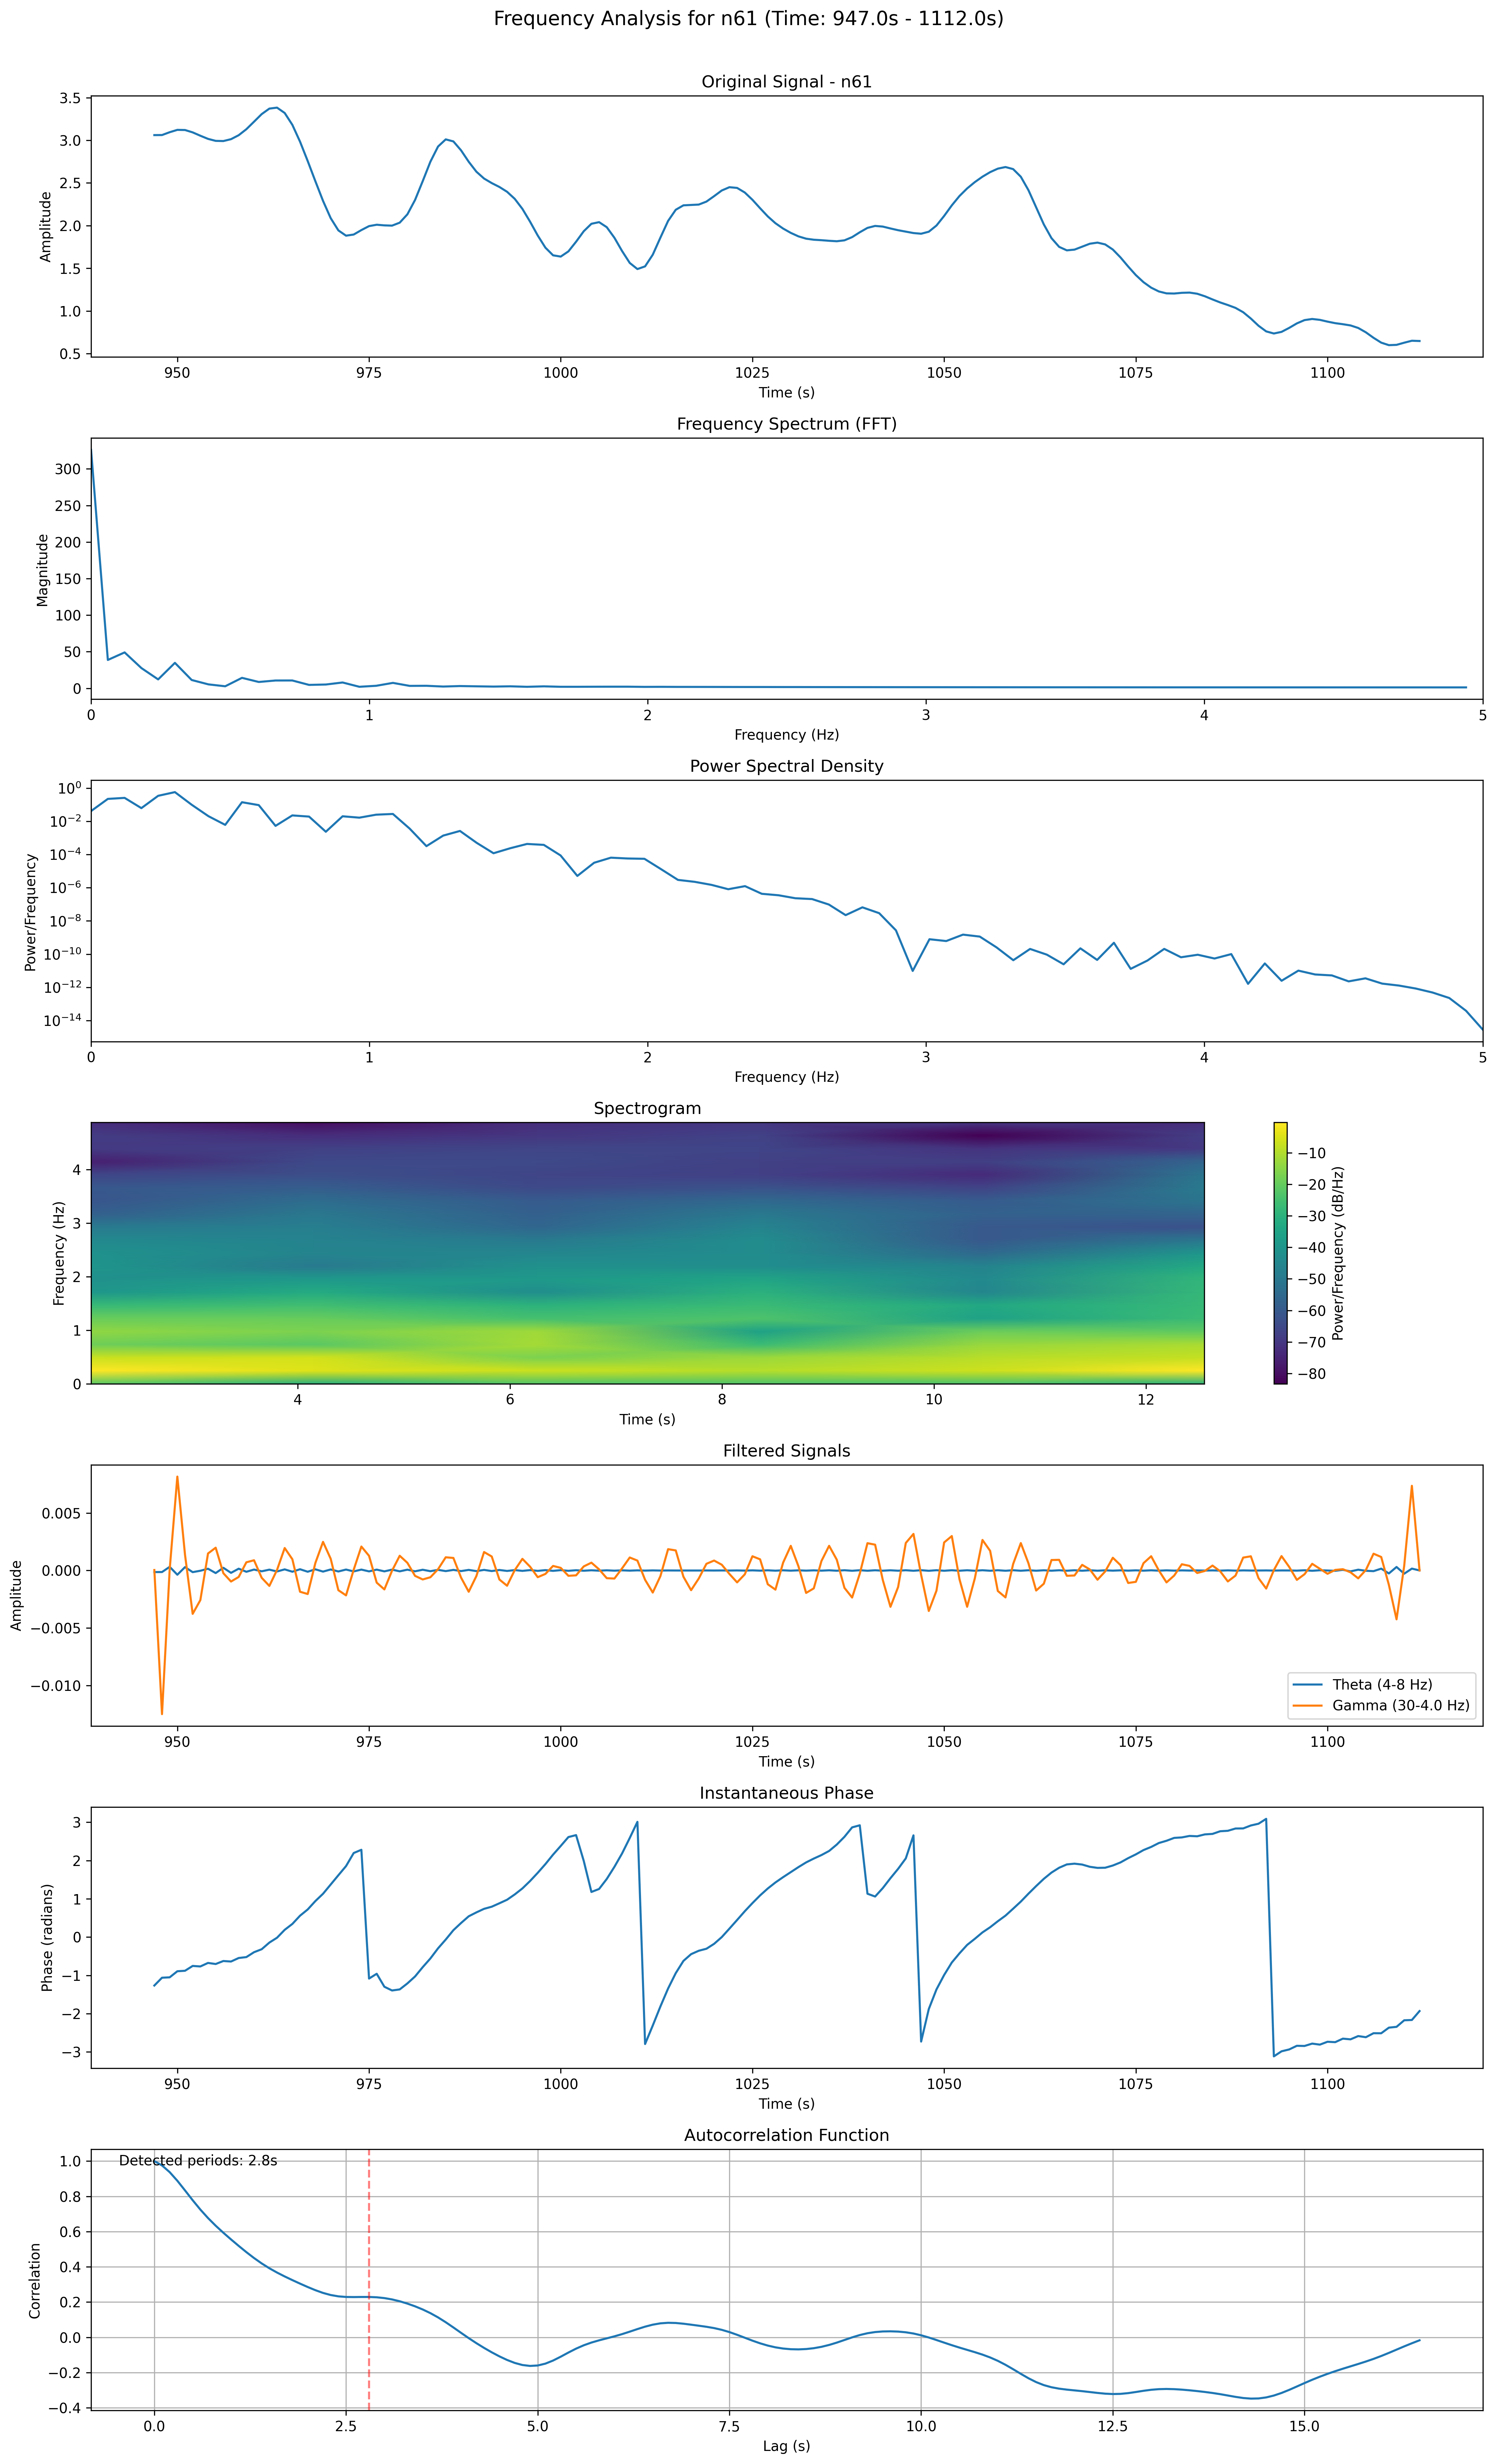 Frequency Analysis for n61 (Time: 947.0s - 1112.0s)
Original Signal - n61
Amplitude
3.5
3.0
2.5
2.0
1.5
1.0
0.5
950 975 1000 1025 1050 1075 1100
Time (s)
Frequency Spectrum (FFT)
Magnitude
300
250
200
150
100
50
0
0 1 2 3 4 5
Frequency (Hz)
Power Spectral Density
Power/Frequency
10⁰
10⁻²
10⁻⁴
10⁻⁶
10⁻⁸
10⁻¹⁰
10⁻¹²
10⁻¹⁴
0 1 2 3 4 5
Frequency (Hz)
Spectrogram
Frequency (Hz)
4
3
2
1
0
4 6 8 10 12
Time (s)
−10
−20
−30
−40
−50
−60
−70
−80
Power/Frequency (dB/Hz)
Filtered Signals
Amplitude
0.005
0.000
−0.005
−0.010
Theta (4-8 Hz)
Gamma (30-4.0 Hz)
950 975 1000 1025 1050 1075 1100
Time (s)
Instantaneous Phase
Phase (radians)
3
2
1
0
−1
−2
−3
950 975 1000 1025 1050 1075 1100
Time (s)
Autocorrelation Function
Detected periods: 2.8s
Correlation
1.0
0.8
0.6
0.4
0.2
0.0
−0.2
−0.4
0.0 2.5 5.0 7.5 10.0 12.5 15.0
Lag (s)